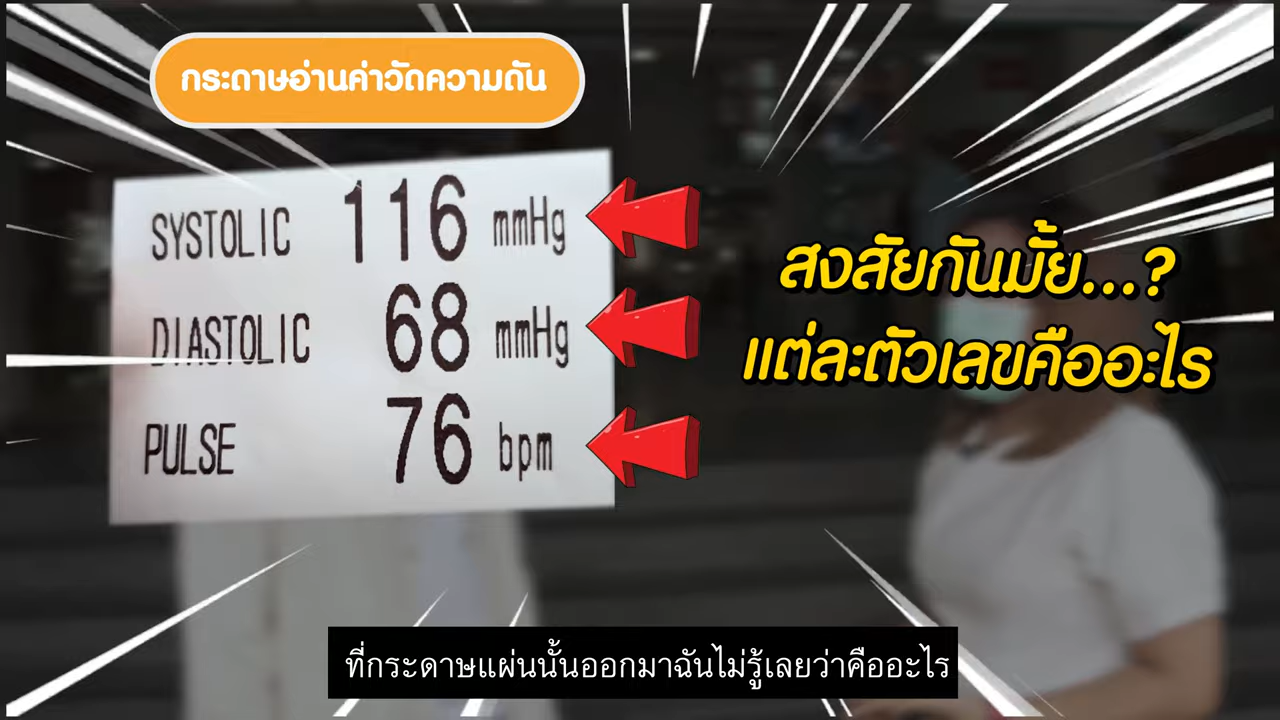 กระดาษอ่านค่าวัดความดัน
SYSTOLIC 116 mmHg
DIASTOLIC 68 mmHg
PULSE 76 bpm
สงสัยกันมั้ย...?
แต่ละตัวเลขคืออะไร
ที่กระดาษแผ่นนั้นออกมาฉันไม่รู้เลยว่าคืออะไร